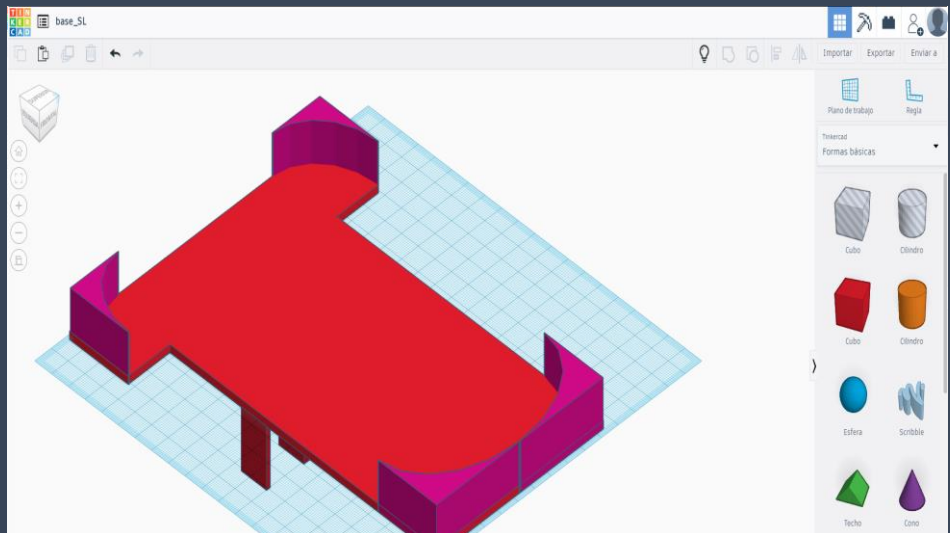 TIN
KER
CAD
base_SL
Importar Exportar Enviar a
Plano de trabajo Regla
Tinkercad
Formas básicas
Cubo Cilindro
Cubo Cilindro
Esfera Scribble
Techo Cono